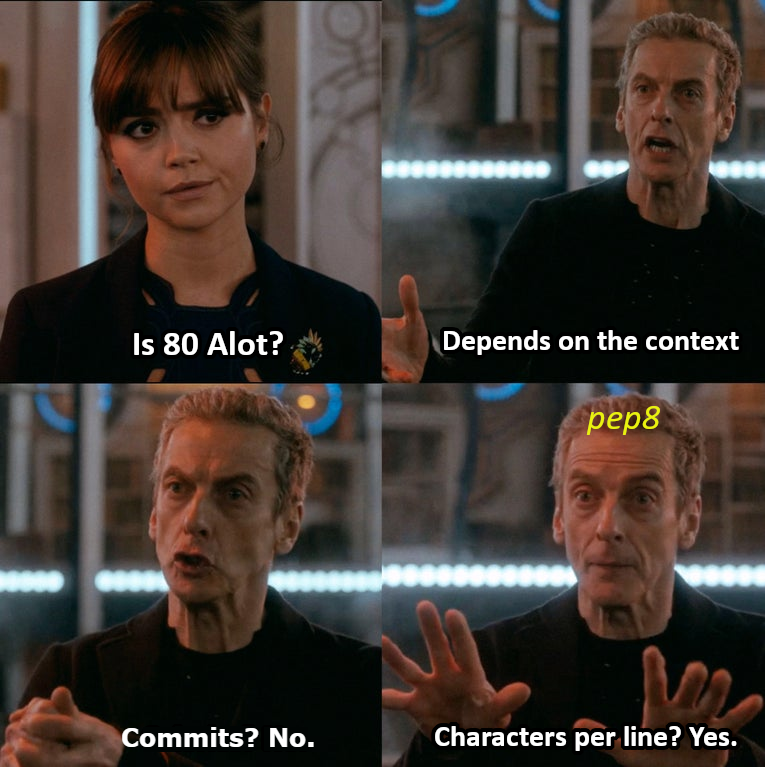 Is 80 Alot?
Depends on the context
Commits? No.
pep8
Characters per line? Yes.